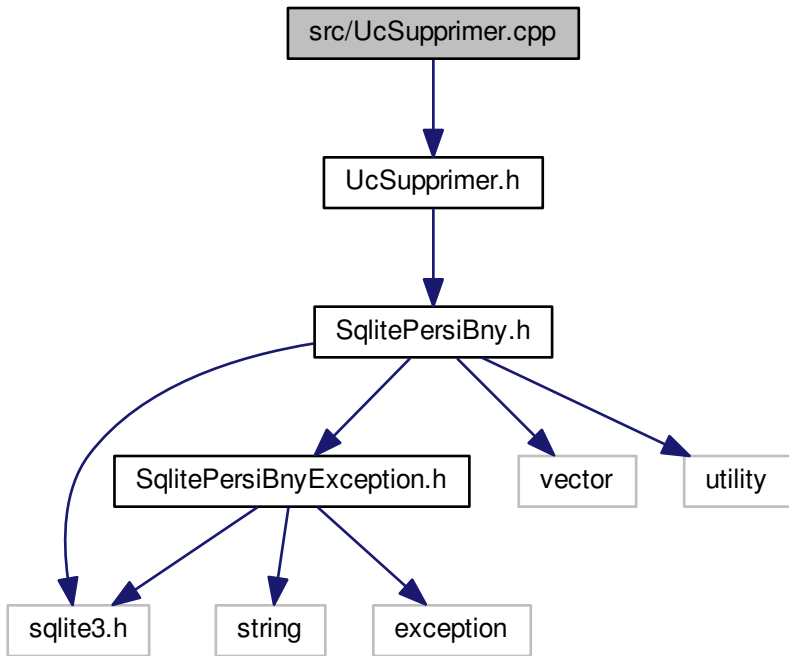 src/UcSupprimer.cpp
UcSupprimer.h
SqlitePersiBny.h
SqlitePersiBnyException.h
vector
utility
sqlite3.h
string
exception